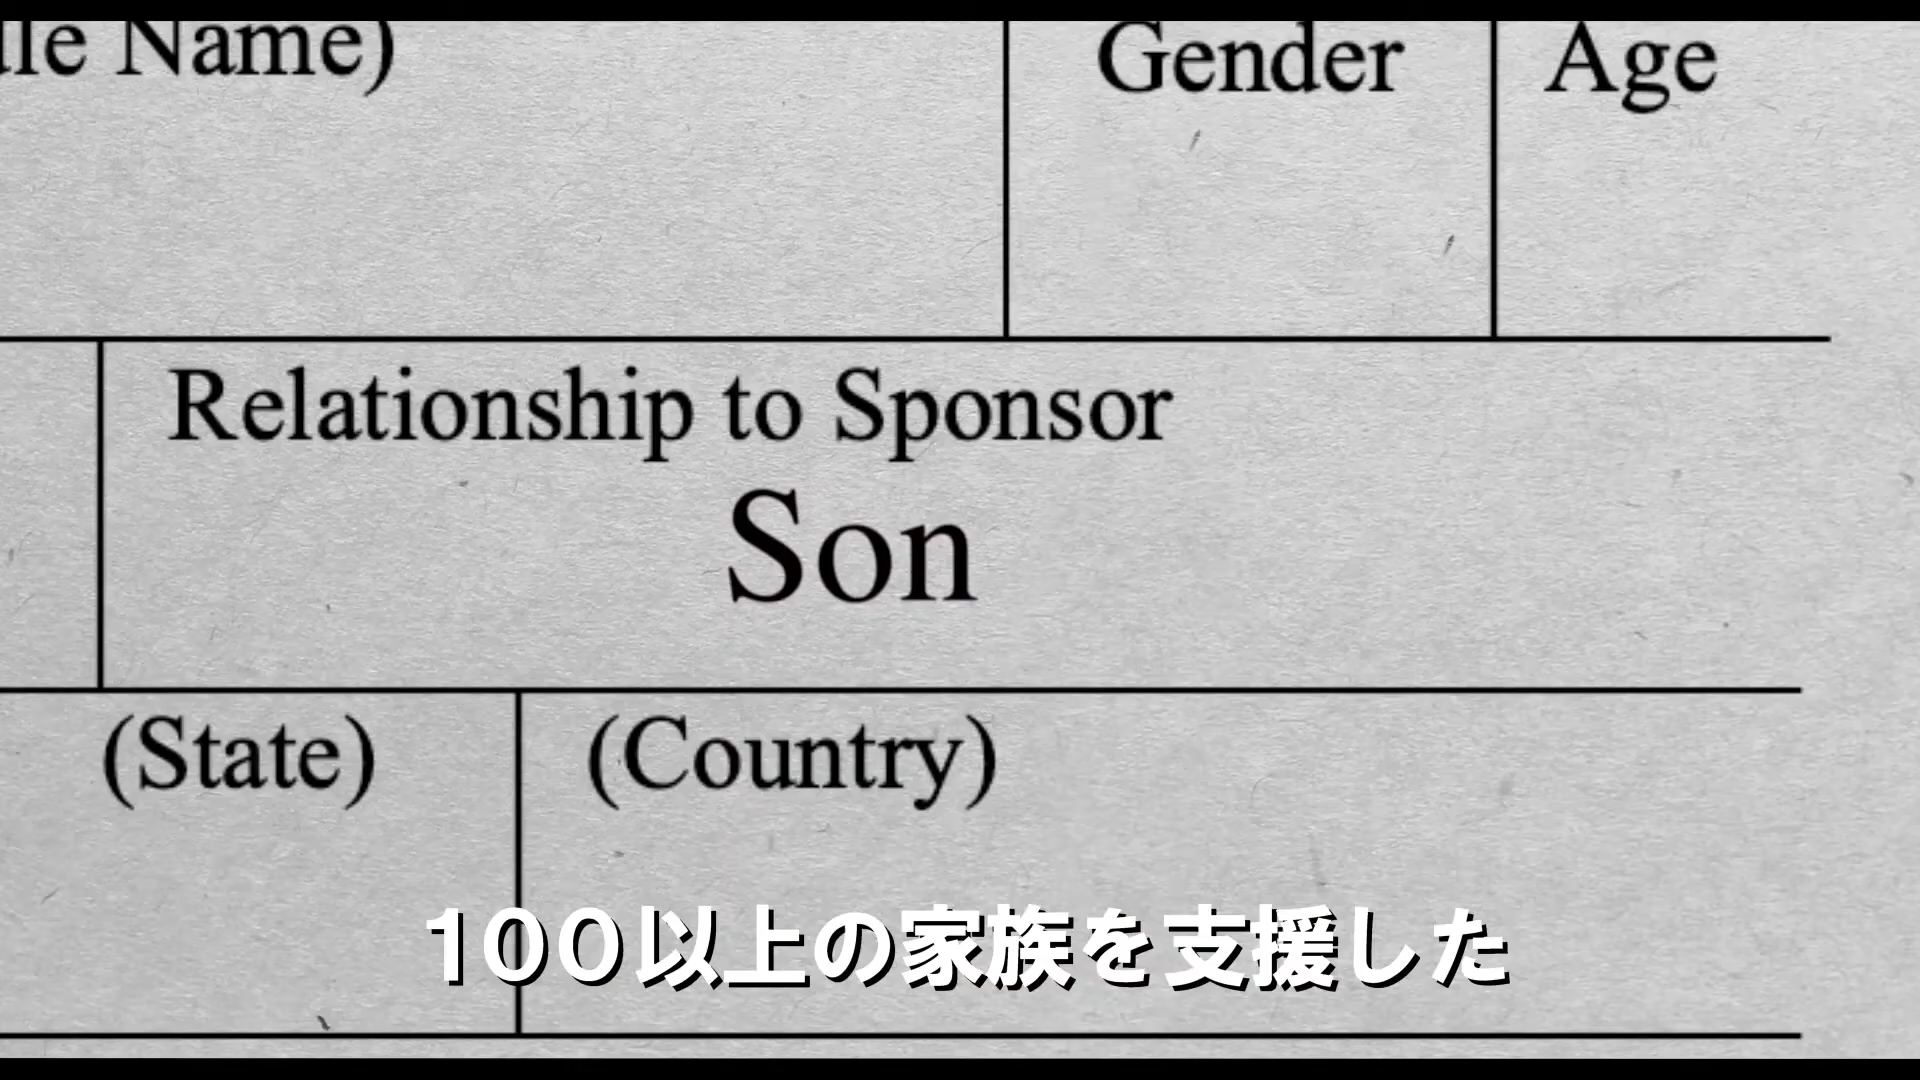 dle Name)
Gender
Age
Relationship to Sponsor
Son
(State)
(Country)
100以上の家族を支援した